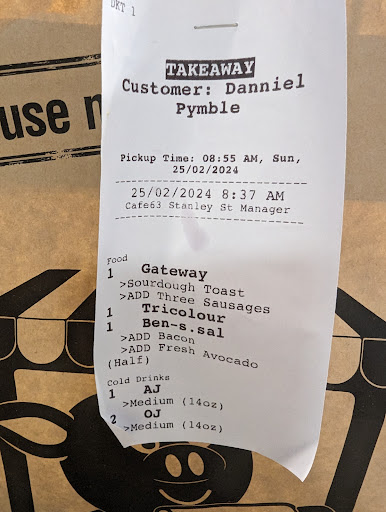 DKT 1
TAKEAWAY
Customer: Danniel
Pymble
Pickup Time: 08:55 AM, Sun,
25/02/2024
25/02/2024 8:37 AM
Cafe63 Stanley St Manager
Food
1 Gateway
>Sourdough Toast
>ADD Three Sausages
1 Tricolour
1 Ben-s.sal
>ADD Bacon
>ADD Fresh Avocado
(Half)
Cold Drinks
1 AJ
>Medium (14oz)
2 OJ
>Medium (14oz)
use